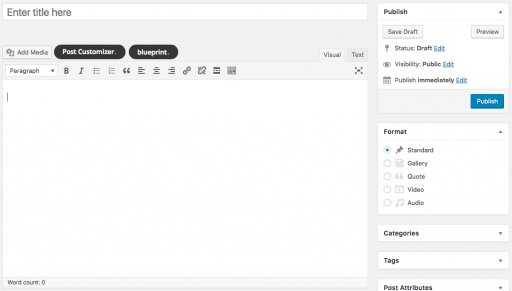 Enter title here
Add Media
Post Customizer.
blueprint.
Visual
Text
Paragraph
B
I
Word count: 0
Publish
Save Draft
Preview
Status: Draft Edit
Visibility: Public Edit
Publish immediately Edit
Publish
Format
Standard
Gallery
Quote
Video
Audio
Categories
Tags
Post Attributes